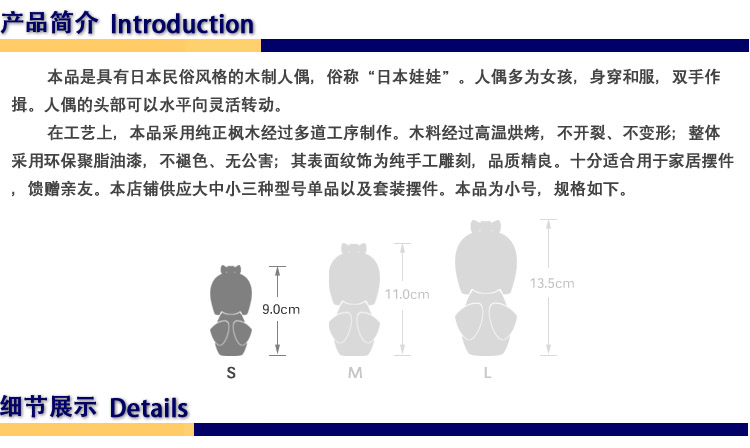 产品简介 Introduction
本品是具有日本民俗风格的木制人偶，俗称“日本娃娃”。人偶多为女孩，身穿和服，双手作
揖。人偶的头部可以水平向灵活转动。
在工艺上，本品采用纯正枫木经过多道工序制作。木料经过高温烘烤，不开裂、不变形；整体
采用环保聚脂油漆，不褪色、无公害；其表面纹饰为纯手工雕刻，品质精良。十分适合用于家居摆件
，馈赠亲友。本店铺供应大中小三种型号单品以及套装摆件。本品为小号，规格如下。
9.0cm
11.0cm
13.5cm
S
M
L
细节展示 Details